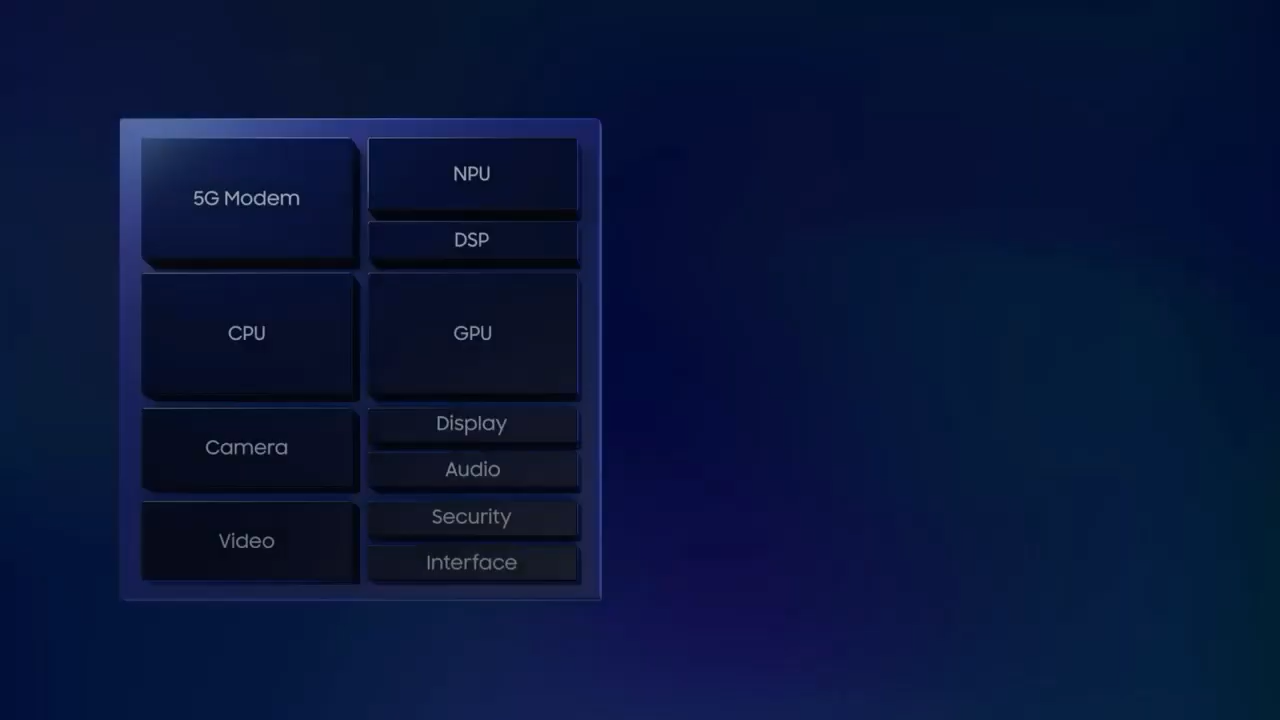 5G Modem
NPU
DSP
CPU
GPU
Camera
Display
Audio
Video
Security
Interface